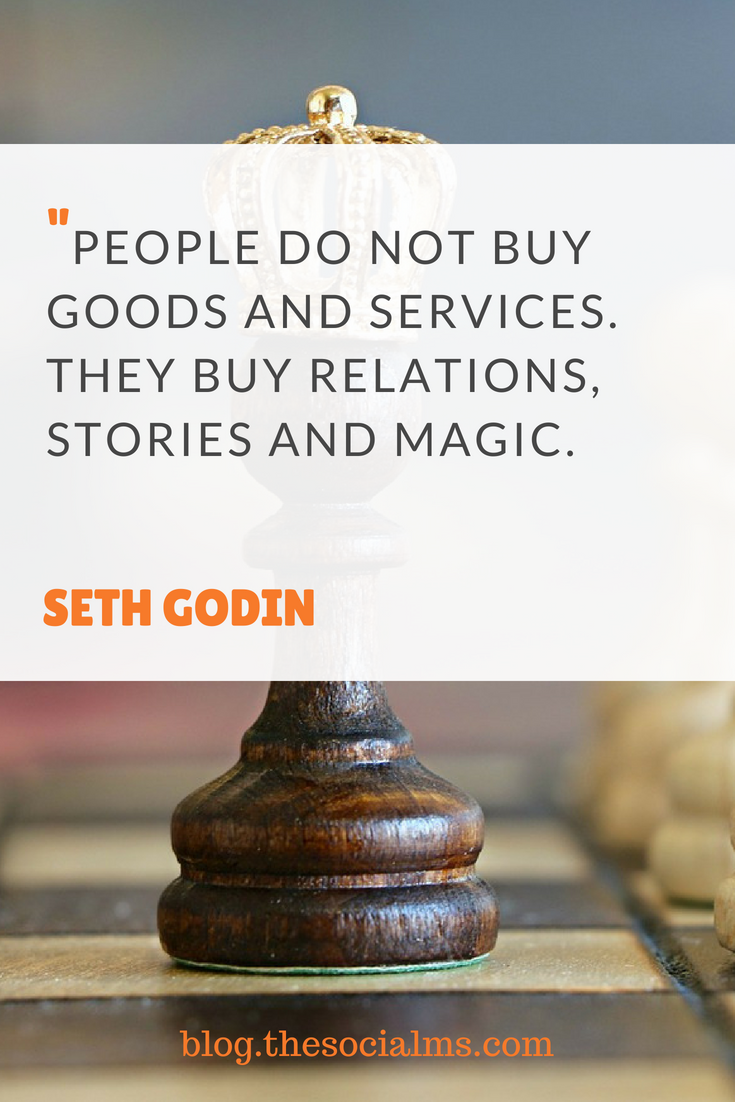 "PEOPLE DO NOT BUY
GOODS AND SERVICES.
THEY BUY RELATIONS,
STORIES AND MAGIC.
SETH GODIN
blog.thesocialms.com